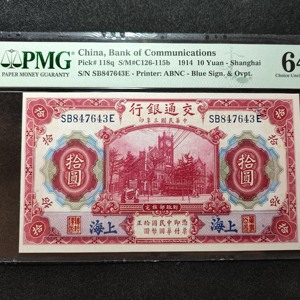 PMG
PAPER MONEY GUARANTY
China, Bank of Communications
Pick# 118q S/M#C126-115b 1914 10 Yuan - Shanghai
S/N SB847643E - Printer: ABNC - Blue Sign. & Ovpt.
64
行銀通交
SB847643E
SB847643E
拾圓
拾圓
海上
海上